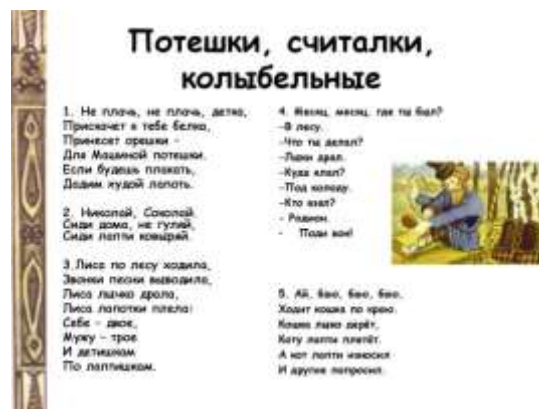 Потешки, считалки,
колыбельные
1. Не плачь, не плачь, детка,
Прискачет к тебе белка,
Принесет орешки -
Для Машиной потешки.
Если будешь плакать,
Дадим худой лапоть.
2. Николай, Саколай,
Сиди дома, не гуляй,
Сиди лапти ковыряй.
3. Лиса по лесу ходила,
Звонки песни выводила,
Лиса лычко драла,
Лиса лапотки плела:
Себе - двое,
Мужу - трое
И детишкам
По лаптишкам.
4. Месяц, месяц, где ты был?
-В лесу.
-Что ты делал?
-Лыки драл.
-Куда клал?
-Под колоду.
-Кто взял?
- Родион.
- Поди вон!
5. Ай, баю, баю, баю,
Ходит кошка по краю.
Кошка лыко дерёт,
Коту лапти плетёт.
А кот лапти износил
И другие попросил.